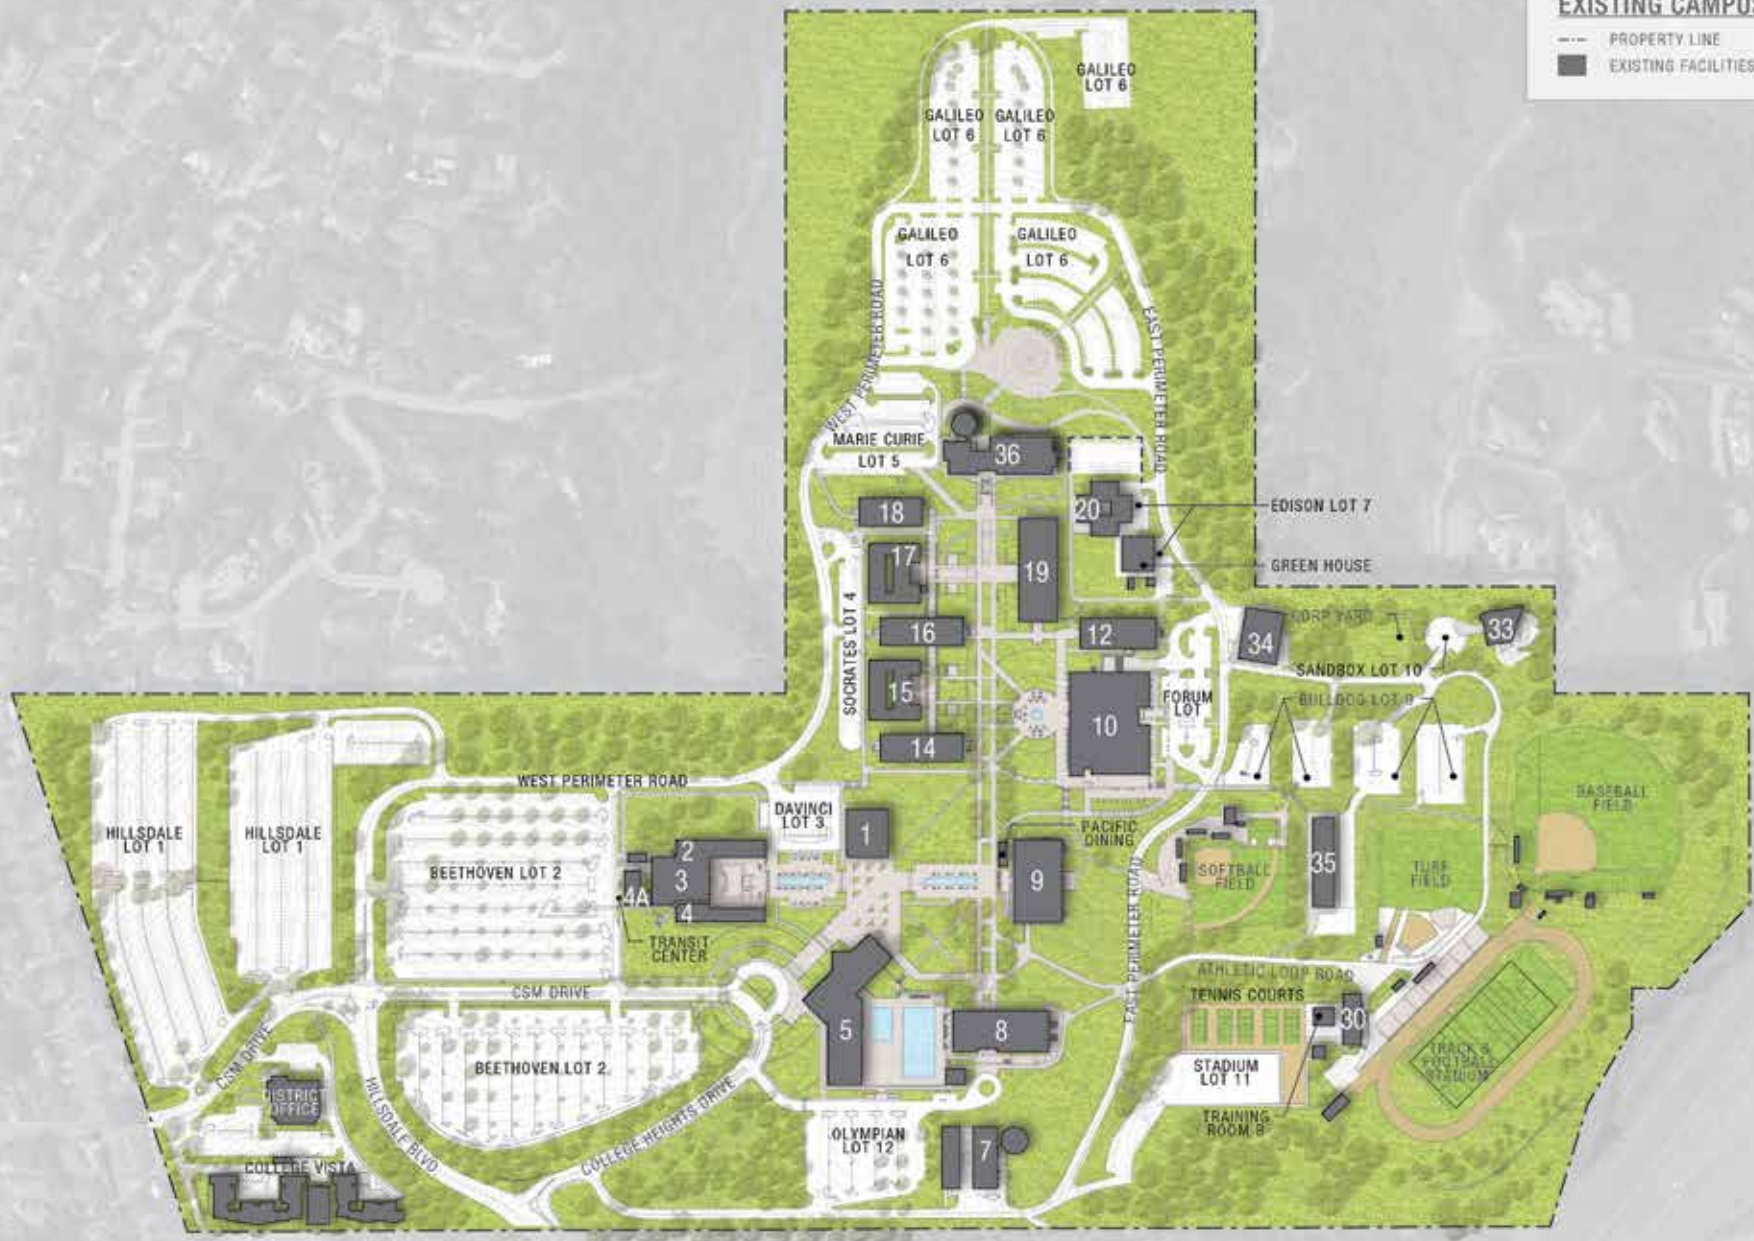 EXISTING CAMPUS
PROPERTY LINE
EXISTING FACILITIES
GALILEO
LOT 6
GALILEO
LOT 6
GALILEO
LOT 6
GALILEO
LOT 6
GALILEO
LOT 6
WEST PERIMETER ROAD
EAST PERIMETER ROAD
MARIE CURIE
LOT 5
36
18
20
EDISON LOT 7
17
19
GREEN HOUSE
SOCRATES LOT 4
16
12
34
CORP YARD
33
SANDBOX LOT 10
15
10
FORUM
LOT
BULLDOG LOT 9
14
WEST PERIMETER ROAD
HILLSDALE
LOT 1
HILLSDALE
LOT 1
BEETHOVEN LOT 2
DAVINCI
LOT 3
1
2
3
4A
4
TRANSIT
CENTER
PACIFIC
DINING
9
EAST PERIMETER ROAD
SOFTBALL
FIELD
35
TURF
FIELD
BASEBALL
FIELD
ATHLETIC LOOP ROAD
TENNIS COURTS
CSM DRIVE
CSM DRIVE
5
8
30
BEETHOVEN LOT 2
STADIUM
LOT 11
TRACK &
FOOTBALL
STADIUM
DISTRICT
OFFICE
HILLSDALE BLVD
COLLEGE HEIGHTS DRIVE
TRAINING
ROOM B
OLYMPIAN
LOT 12
7
COLLEGE VISTA